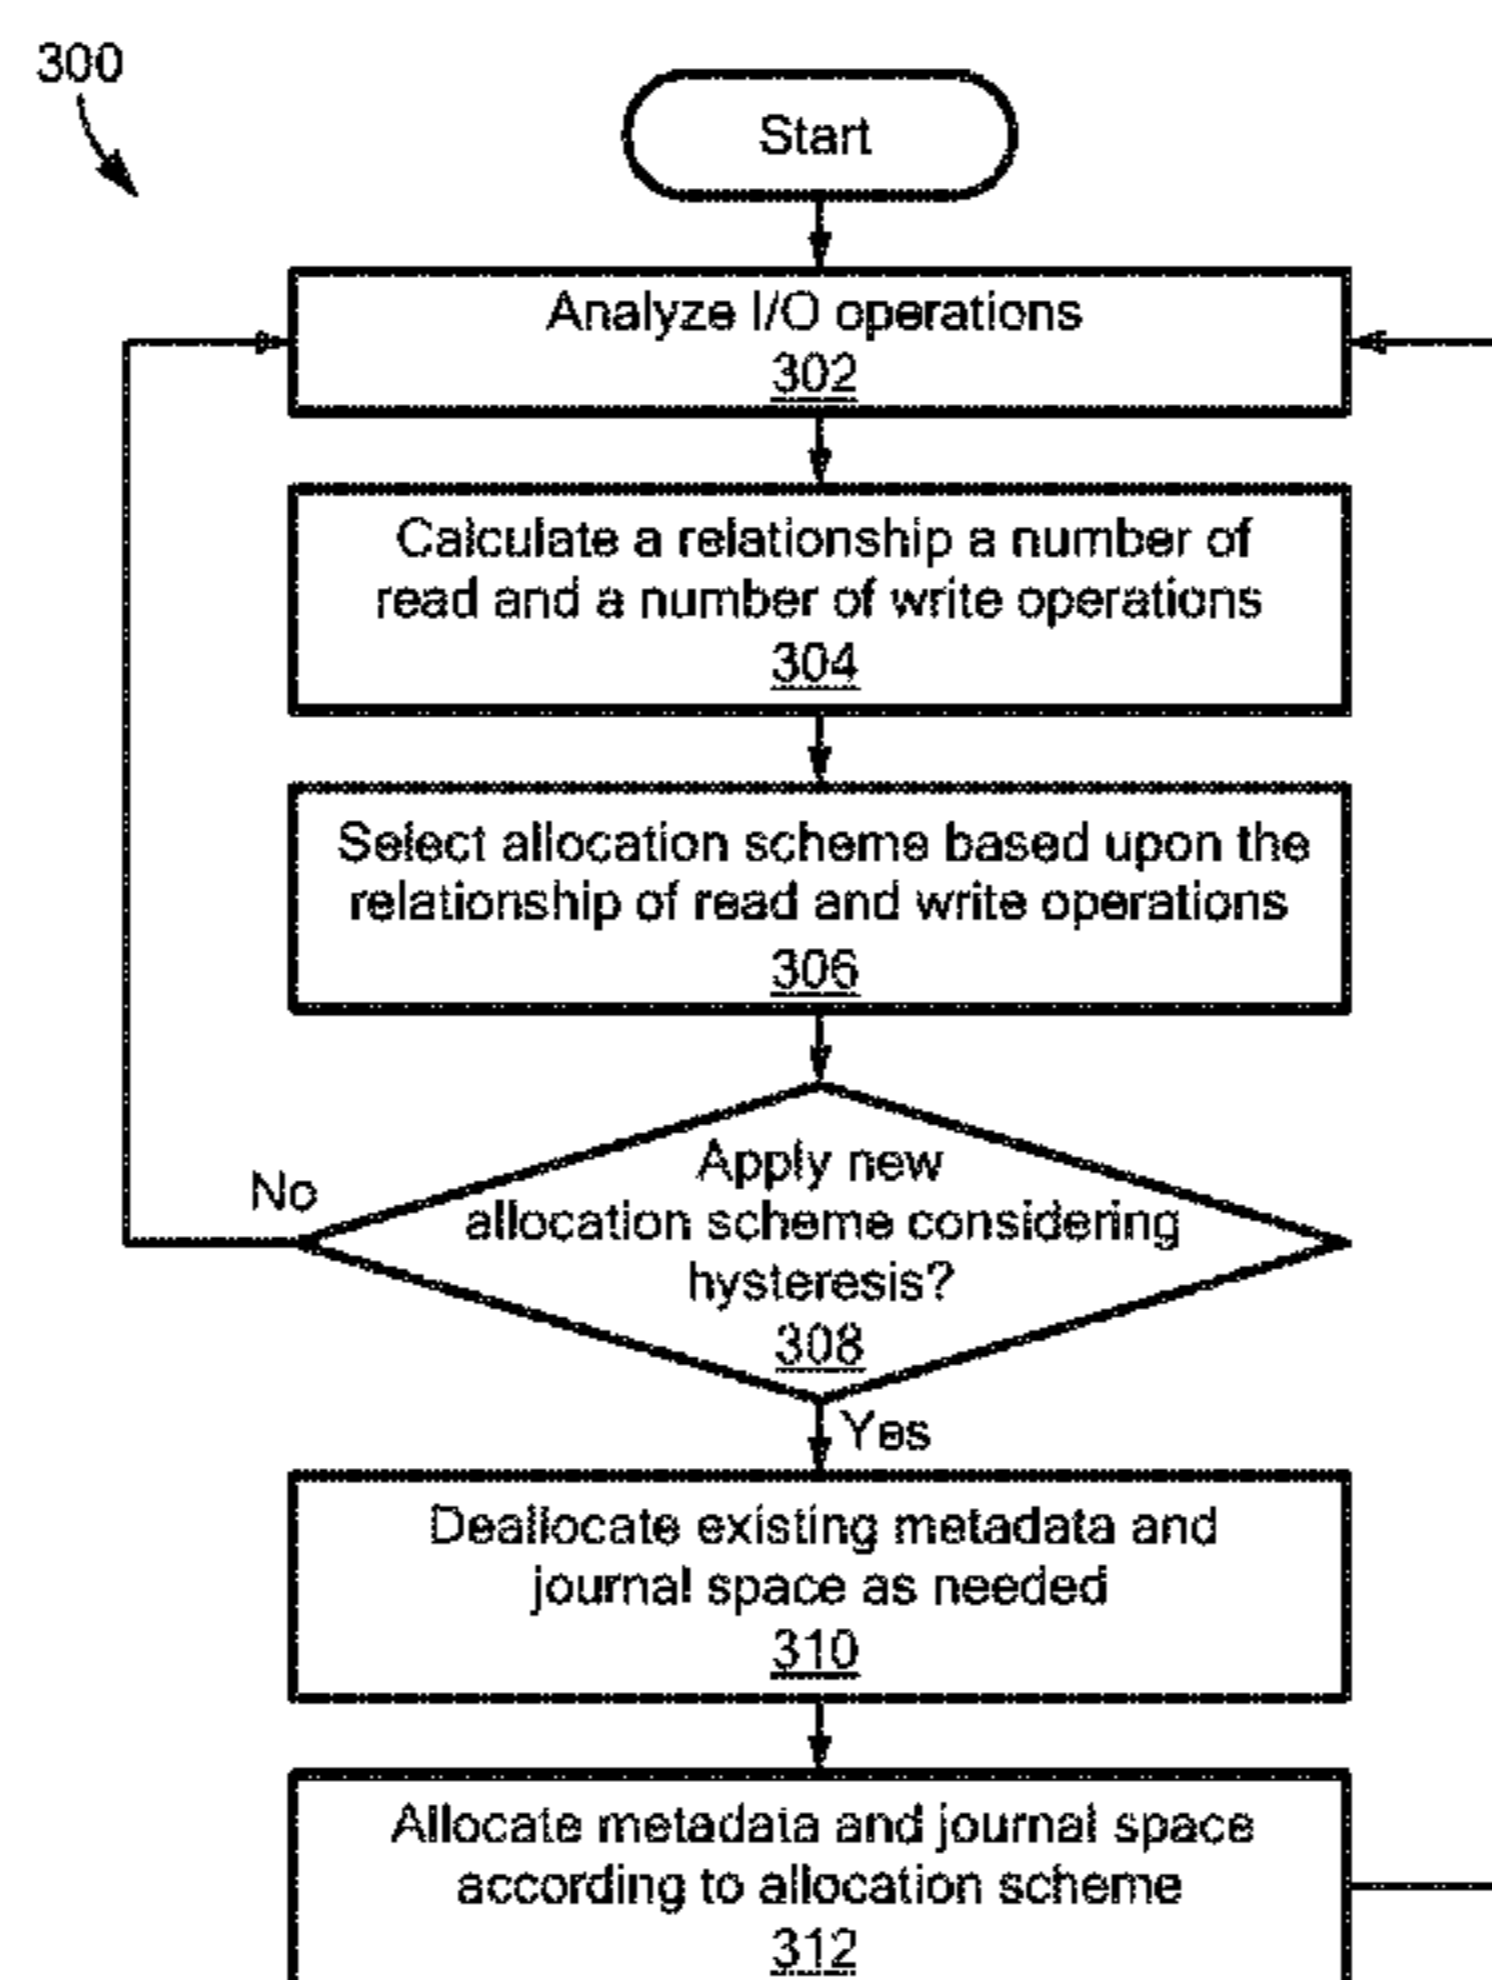 300
Start
Analyze I/O operations
302
Calculate a relationship a number of
read and a number of write operations
304
Select allocation scheme based upon the
relationship of read and write operations
306
Apply new
allocation scheme considering
hysteresis?
308
No
Yes
Deallocate existing metadata and
journal space as needed
310
Allocate metadata and journal space
according to allocation scheme
312